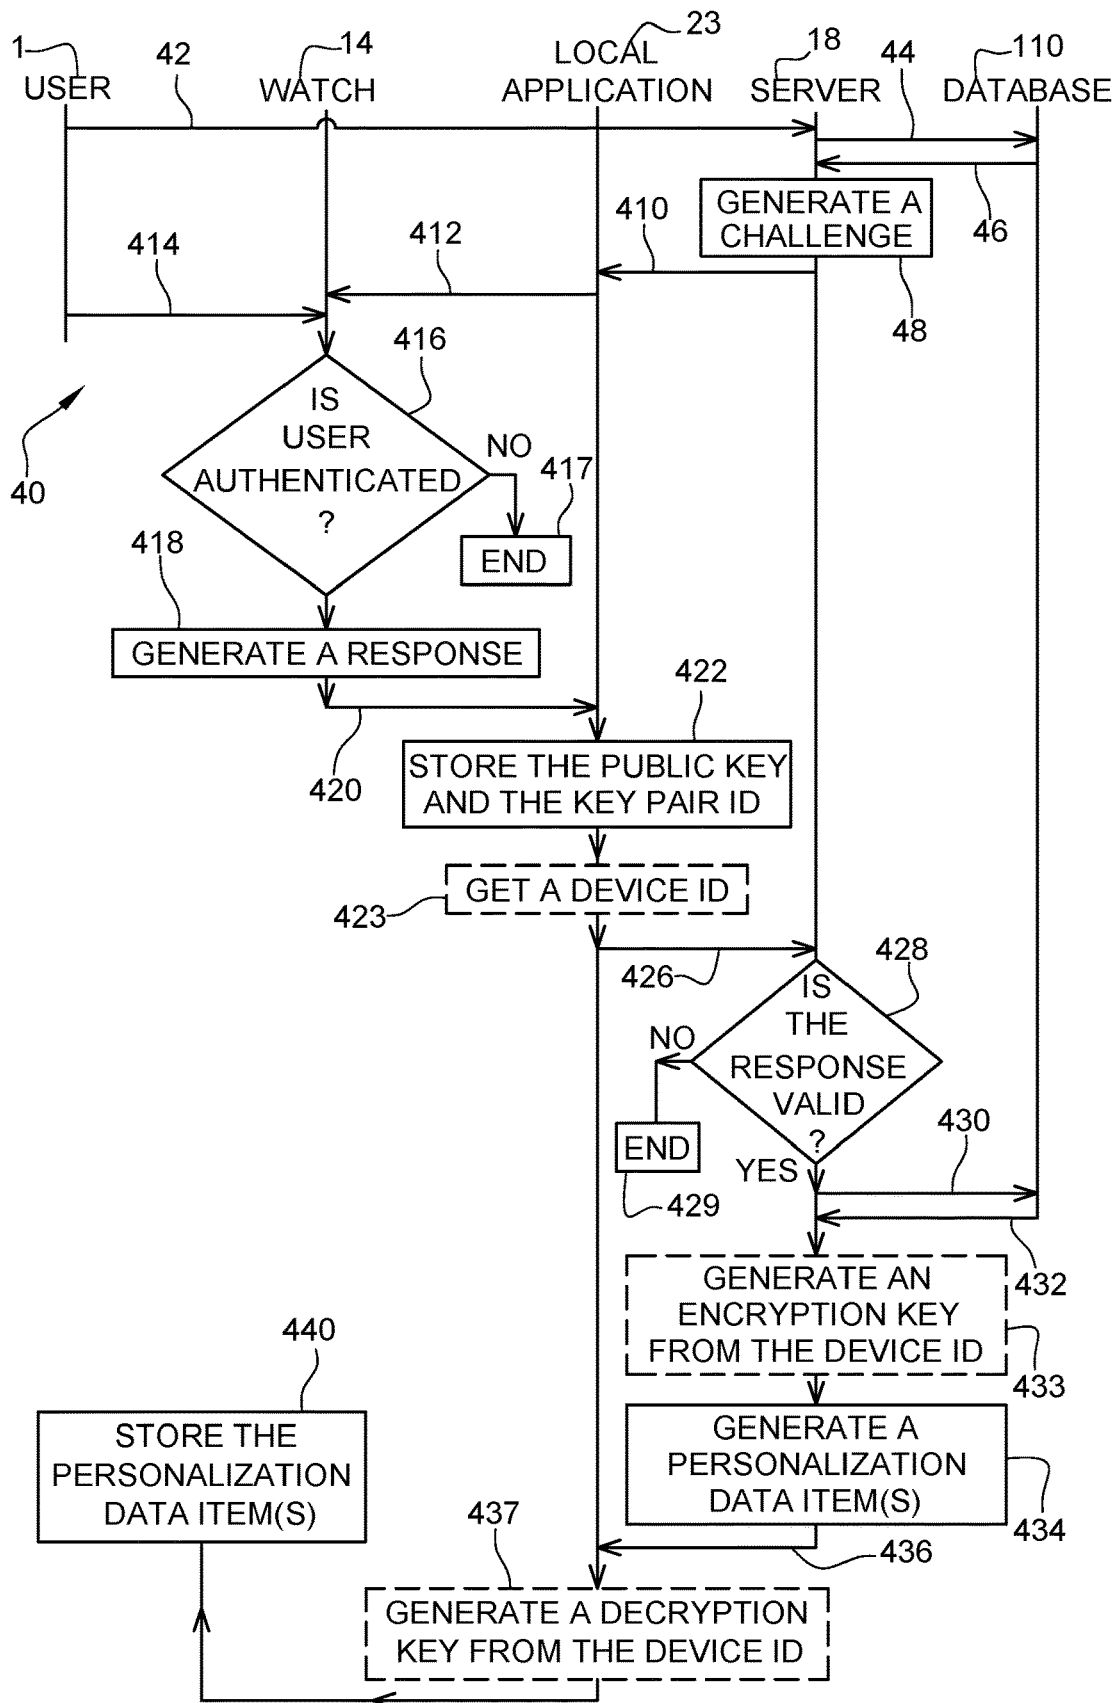 1
42
14
23
18
44
110
USER
WATCH
LOCAL
APPLICATION
SERVER
DATABASE
GENERATE A
CHALLENGE
46
48
410
412
414
416
IS
USER
AUTHENTICATED
?
NO
417
END
40
418
GENERATE A RESPONSE
420
422
STORE THE PUBLIC KEY
AND THE KEY PAIR ID
GET A DEVICE ID
423
426
428
IS
THE
RESPONSE
VALID
?
NO
END
429
YES
430
432
GENERATE AN
ENCRYPTION KEY
FROM THE DEVICE ID
433
GENERATE A
PERSONALIZATION
DATA ITEM(S)
434
436
437
GENERATE A DECRYPTION
KEY FROM THE DEVICE ID
440
STORE THE
PERSONALIZATION
DATA ITEM(S)